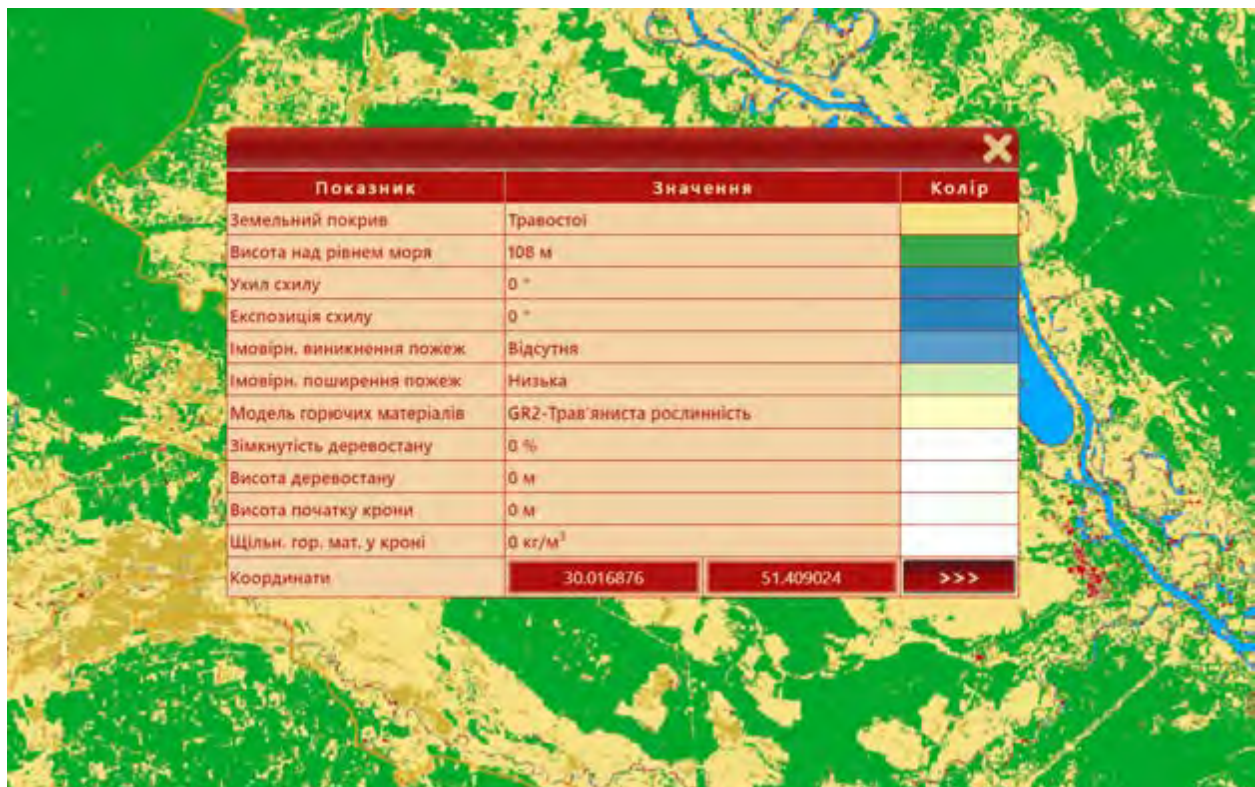 Показник Значення Колір
Земельний покрив Травостої
Висота над рівнем моря 108 м
Ухил схилу 0 °
Експозиція схилу 0 °
Імовірн. виникнення пожеж Відсутня
Імовірн. поширення пожеж Низька
Модель горючих матеріалів GR2-Трав'яниста рослинність
Зімкнутість деревостану 0 %
Висота деревостану 0 м
Висота початку крони 0 м
Щільн. гор. мат. у кроні 0 кг/м³
Координати 30.016876 51.409024 >>>